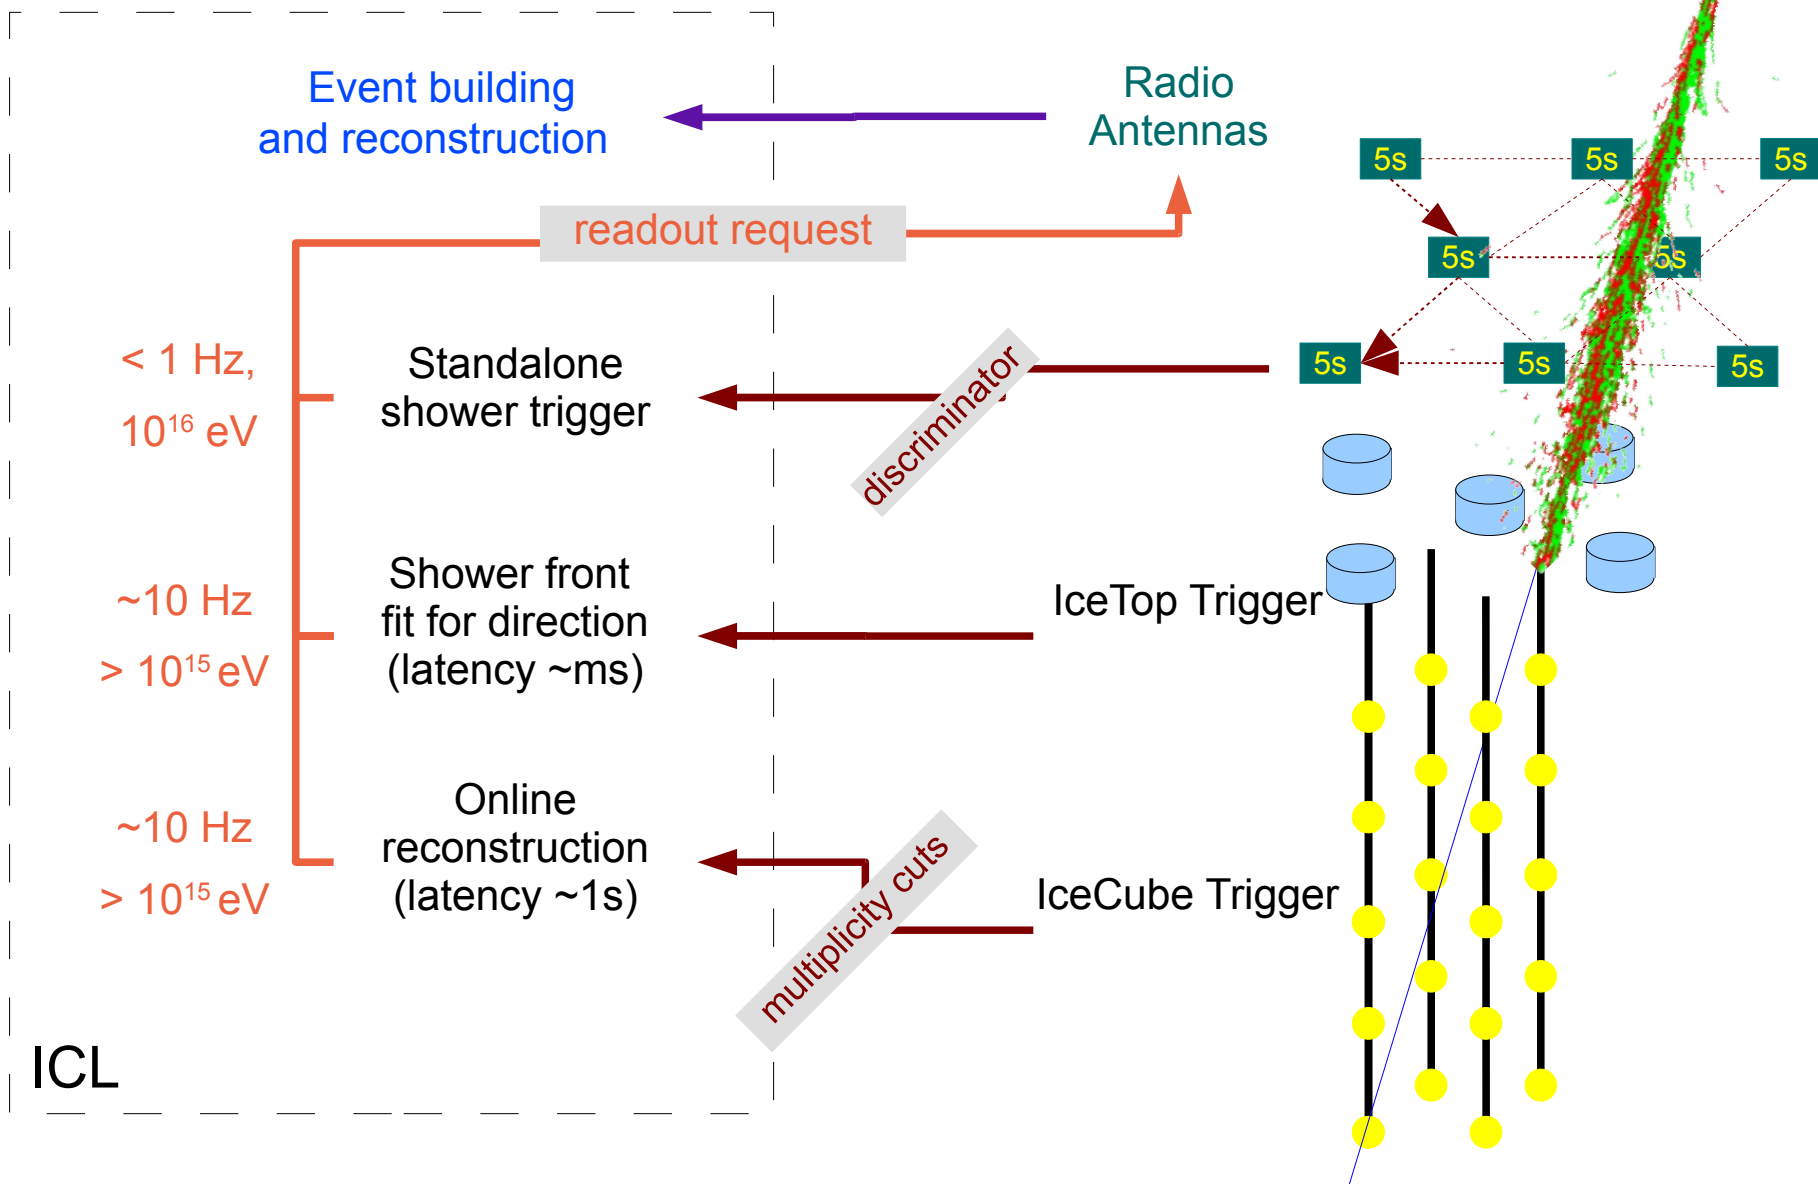 Event building
and reconstruction
Radio
Antennas
readout request
5s
5s
5s
5s
5s
5s
5s
5s
< 1 Hz,
10¹⁶ eV
Standalone
shower trigger
discriminator
~10 Hz
> 10¹⁵ eV
Shower front
fit for direction
(latency ~ms)
IceTop Trigger
~10 Hz
> 10¹⁵ eV
Online
reconstruction
(latency ~1s)
multiplicity cuts
IceCube Trigger
ICL